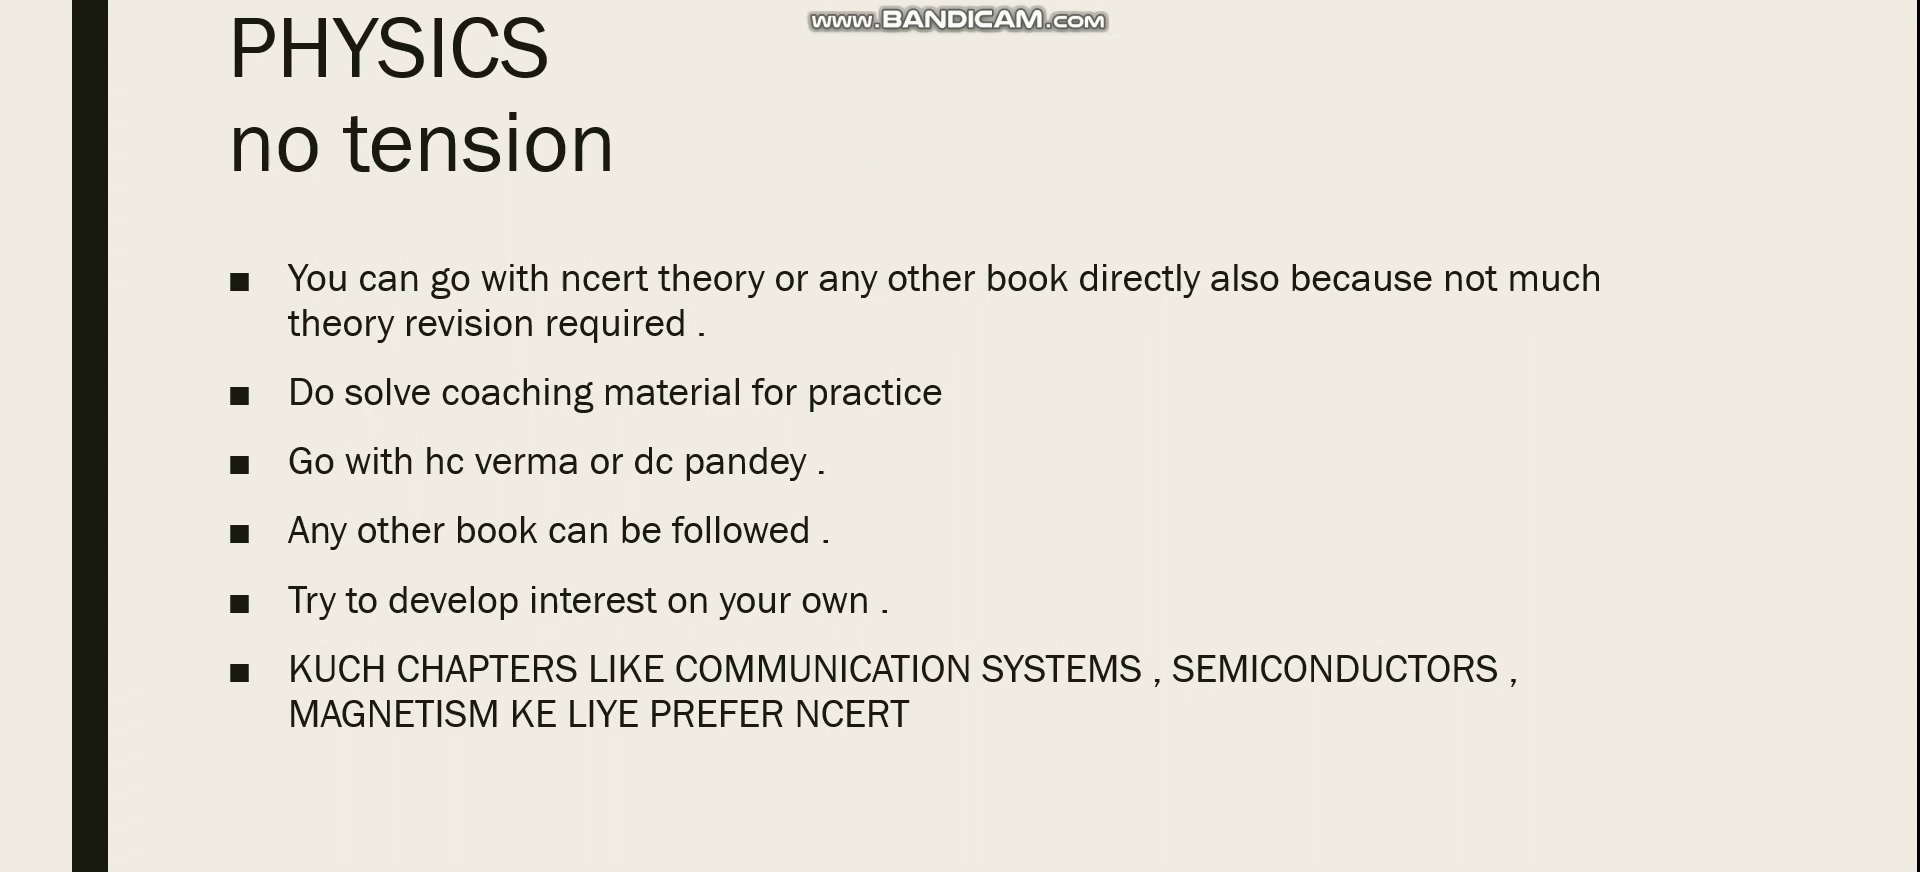 www.BANDICAM.com
PHYSICS
no tension
■ You can go with ncert theory or any other book directly also because not much
theory revision required .
■ Do solve coaching material for practice
■ Go with hc verma or dc pandey .
■ Any other book can be followed .
■ Try to develop interest on your own .
■ KUCH CHAPTERS LIKE COMMUNICATION SYSTEMS , SEMICONDUCTORS ,
MAGNETISM KE LIYE PREFER NCERT